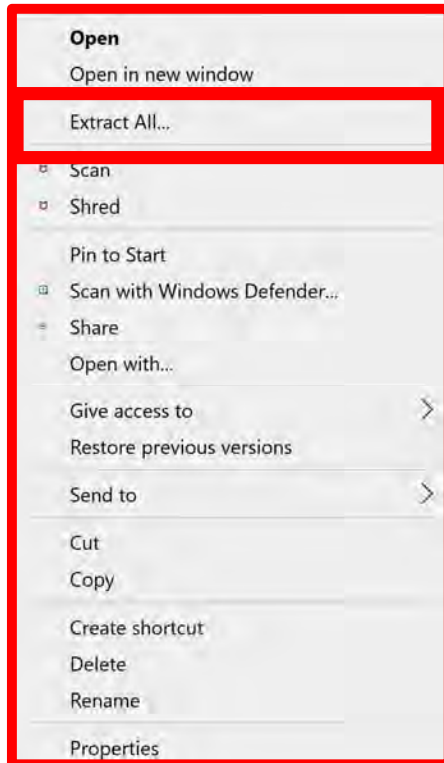 Open
Open in new window
Extract All...
Scan
Shred
Pin to Start
Scan with Windows Defender...
Share
Open with...
Give access to
Restore previous versions
Send to
Cut
Copy
Create shortcut
Delete
Rename
Properties